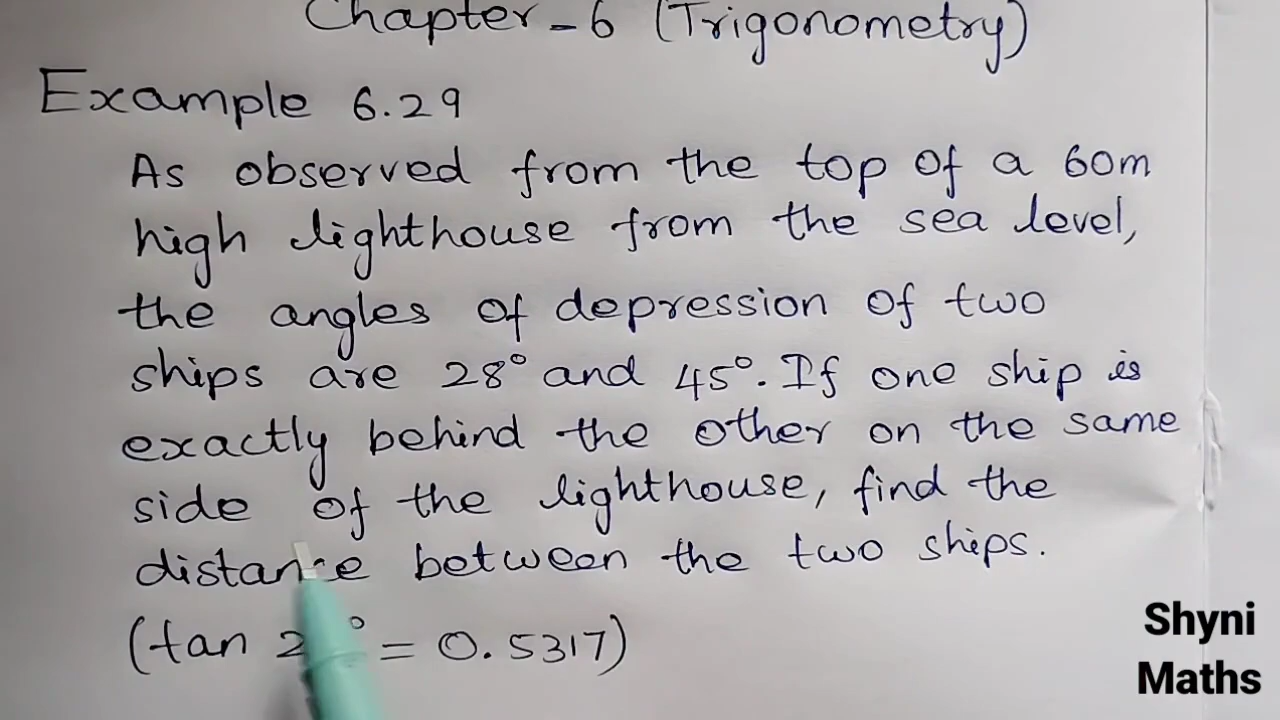 Chapter - 6 (Trigonometry)
Example 6.29
As observed from the top of a 60m
high lighthouse from the sea level,
the angles of depression of two
ships are 28° and 45°. If one ship is
exactly behind the other on the same
side of the lighthouse, find the
distance between the two ships.
(tan 2 ° = 0.5317)
Shyni
Maths